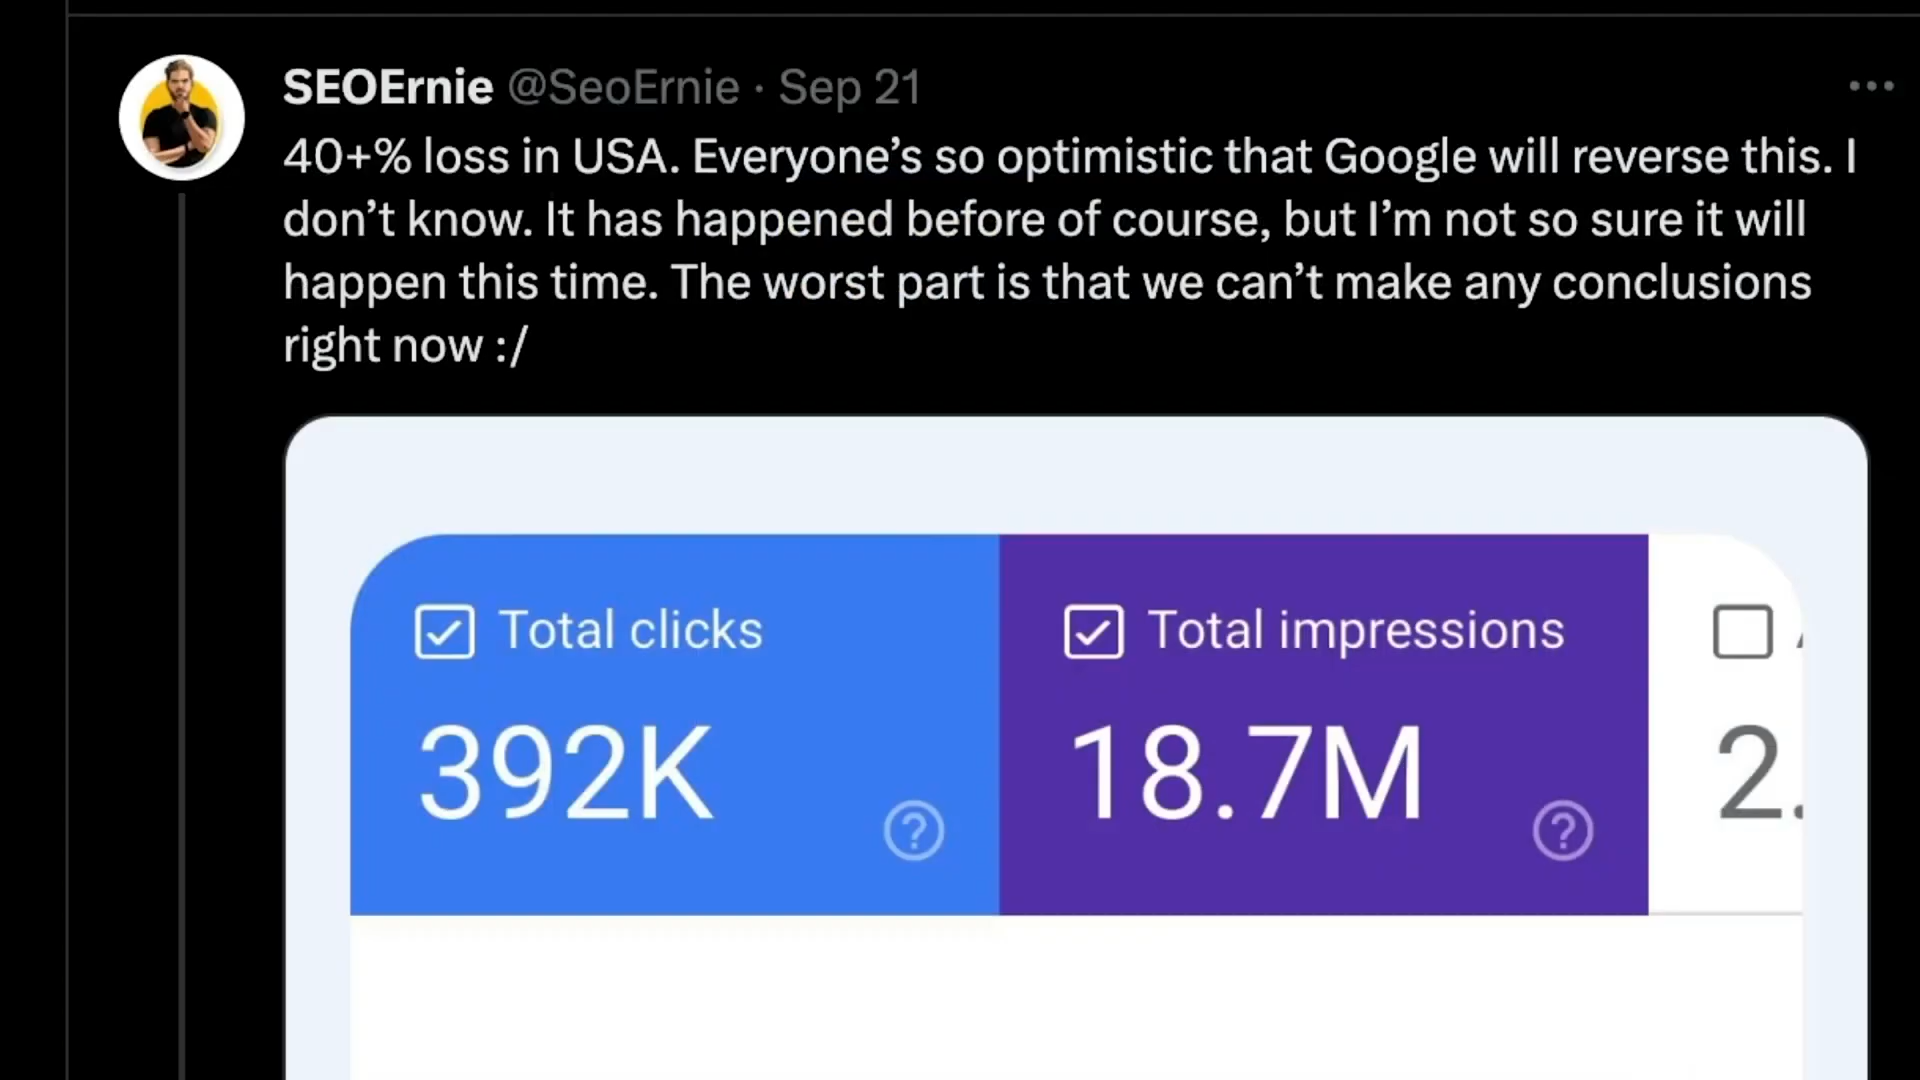 SEOErnie @SeoErnie · Sep 21
40+% loss in USA. Everyone’s so optimistic that Google will reverse this. I
don’t know. It has happened before of course, but I’m not so sure it will
happen this time. The worst part is that we can’t make any conclusions
right now :/
Total clicks
392K
Total impressions
18.7M
2.